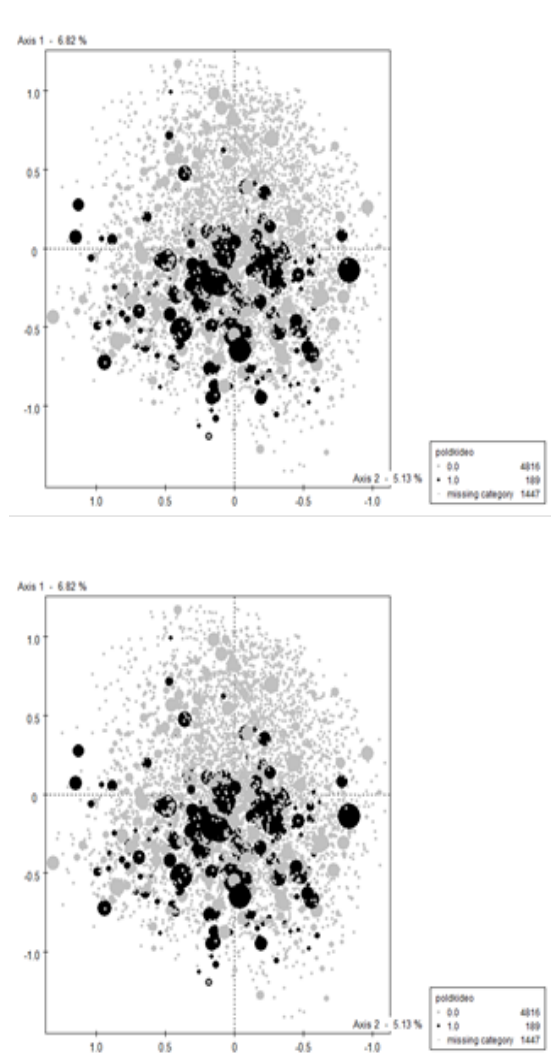 Axis 1 - 6.82 %
1.0
0.5
0
-0.5
-1.0
Axis 2 - 5.13 %
1.0 0.5 0 -0.5 -1.0
poldkideo
0.0 4816
1.0 189
missing category 1447
Axis 1 - 6.82 %
1.0
0.5
0
-0.5
-1.0
Axis 2 - 5.13 %
1.0 0.5 0 -0.5 -1.0
poldkideo
0.0 4816
1.0 189
missing category 1447